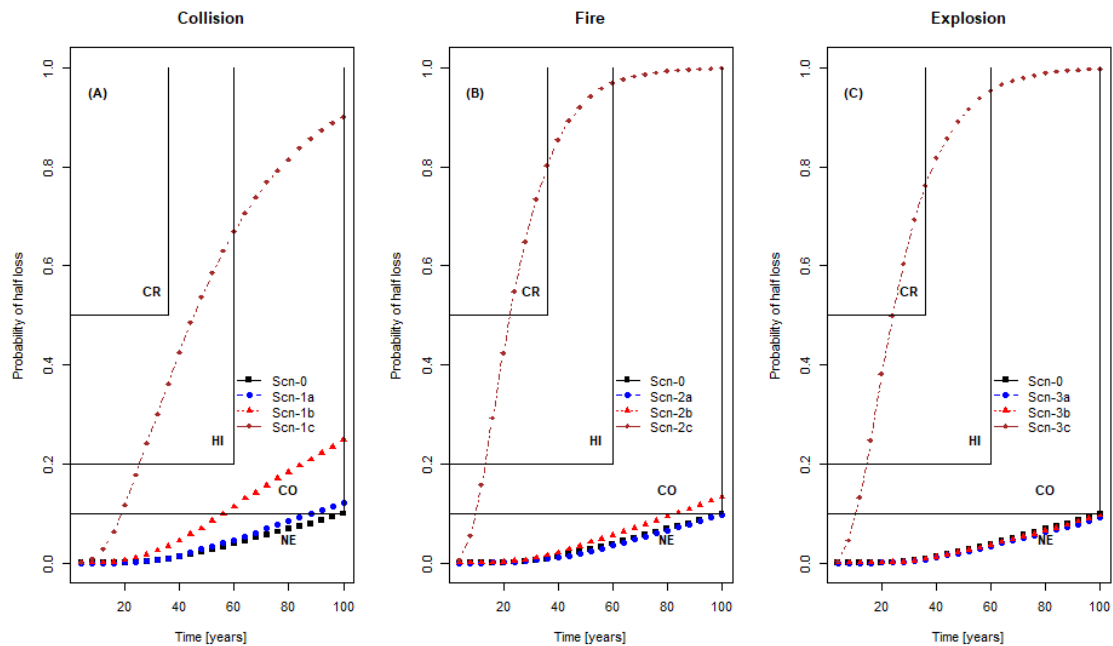 Collision
Fire
Explosion
Probability of half loss
1.0
0.8
0.6
0.4
0.2
0.0
(A)
CR
HI
CO
NE
Scn-0
Scn-1a
Scn-1b
Scn-1c
20
40
60
80
100
Time [years]
Probability of half loss
1.0
0.8
0.6
0.4
0.2
0.0
(B)
CR
HI
CO
NE
Scn-0
Scn-2a
Scn-2b
Scn-2c
20
40
60
80
100
Time [years]
Probability of half loss
1.0
0.8
0.6
0.4
0.2
0.0
(C)
CR
HI
CO
NE
Scn-0
Scn-3a
Scn-3b
Scn-3c
20
40
60
80
100
Time [years]